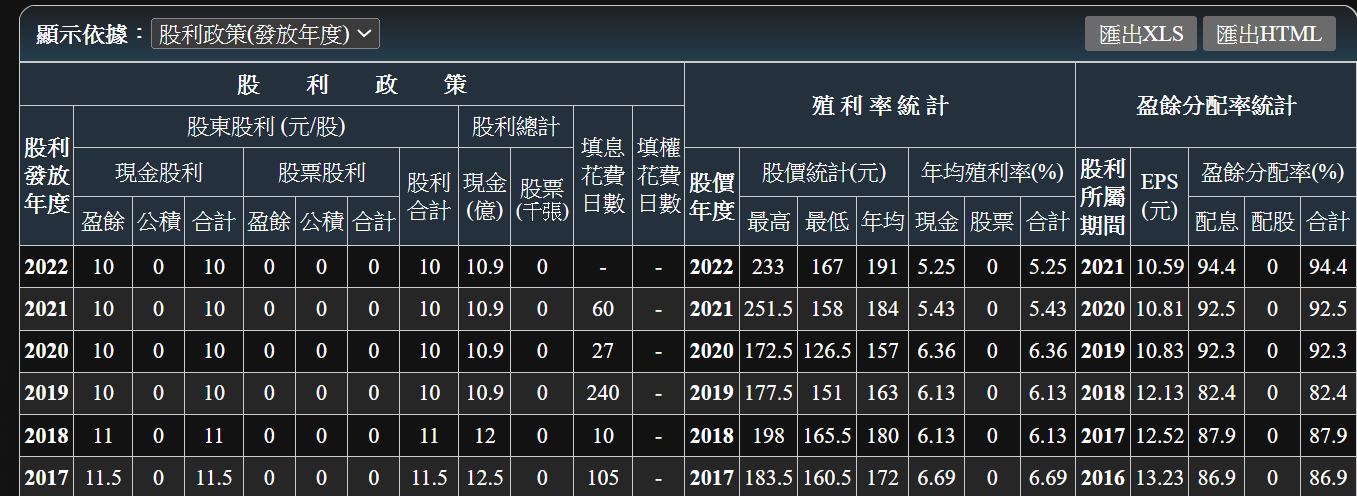 顯示依據：股利政策(發放年度) 匯出XLS 匯出HTML
股 利 政 策 殖 利 率 統 計 盈餘分配率統計
股利發放年度 股東股利 (元/股) 股利總計 填息花費日數 填權花費日數 股價年度 股價統計(元) 年均殖利率(%) 股利所屬期間 EPS(元) 盈餘分配率(%)
現金股利 股票股利 股利合計 現金(億) 股票(千張)
盈餘 公積 合計 盈餘 公積 合計 最高 最低 年均 現金 股票 合計 配息 配股 合計
2022 10 0 10 0 0 0 10 10.9 0 - - 2022 233 167 191 5.25 0 5.25 2021 10.59 94.4 0 94.4
2021 10 0 10 0 0 0 10 10.9 0 60 - 2021 251.5 158 184 5.43 0 5.43 2020 10.81 92.5 0 92.5
2020 10 0 10 0 0 0 10 10.9 0 27 - 2020 172.5 126.5 157 6.36 0 6.36 2019 10.83 92.3 0 92.3
2019 10 0 10 0 0 0 10 10.9 0 240 - 2019 177.5 151 163 6.13 0 6.13 2018 12.13 82.4 0 82.4
2018 11 0 11 0 0 0 11 12 0 10 - 2018 198 165.5 180 6.13 0 6.13 2017 12.52 87.9 0 87.9
2017 11.5 0 11.5 0 0 0 11.5 12.5 0 105 - 2017 183.5 160.5 172 6.69 0 6.69 2016 13.23 86.9 0 86.9